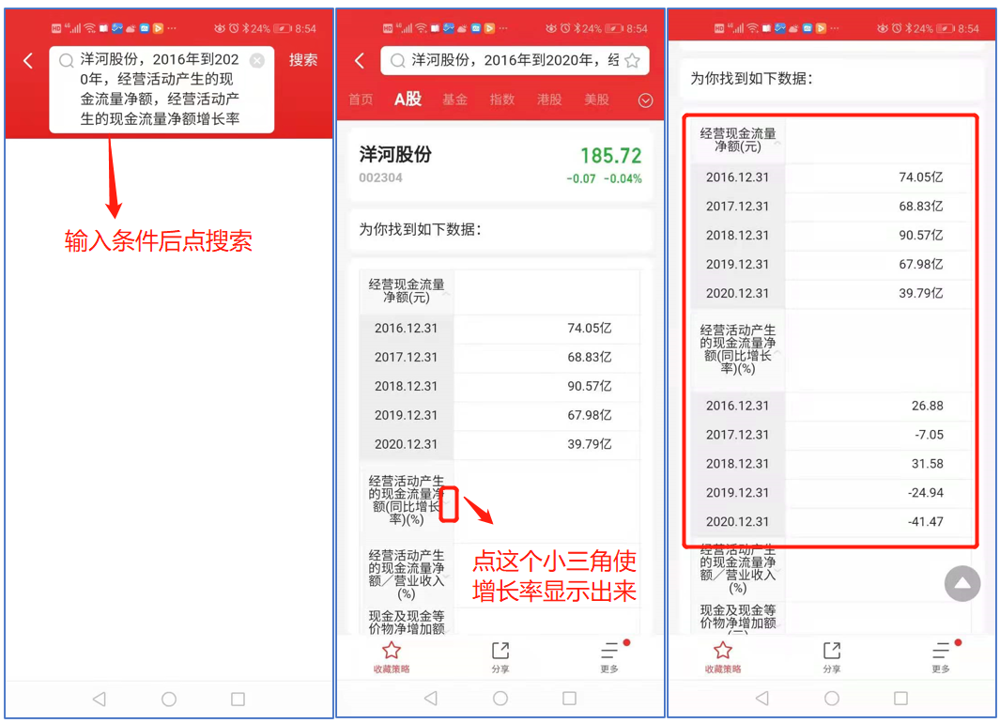 HD 24% 8:54
洋河股份，2016年到202
0年，经营活动产生的现
金流量净额，经营活动产
生的现金流量净额增长率
搜索
输入条件后点搜索
HD 24% 8:54
洋河股份，2016年到2020年，经
首页 A股 基金 指数 港股 美股
洋河股份 185.72
002304 -0.07 -0.04%
为你找到如下数据：
经营现金流量
净额(元)
2016.12.31 74.05亿
2017.12.31 68.83亿
2018.12.31 90.57亿
2019.12.31 67.98亿
2020.12.31 39.79亿
经营活动产生
的现金流量净
额(同比增长
率)(%)
点这个小三角使
增长率显示出来
经营活动产生
的现金流量净
额／营业收入
(%)
现金及现金等
价物净增加额
收藏策略 分享 更多
HD 24% 8:54
为你找到如下数据：
经营现金流量
净额(元)
2016.12.31 74.05亿
2017.12.31 68.83亿
2018.12.31 90.57亿
2019.12.31 67.98亿
2020.12.31 39.79亿
经营活动产生
的现金流量净
额(同比增长
率)(%)
2016.12.31 26.88
2017.12.31 -7.05
2018.12.31 31.58
2019.12.31 -24.94
2020.12.31 -41.47
经营活动产生
的现金流量净
额／营业收入
(%)
现金及现金等
价物净增加额
收藏策略 分享 更多